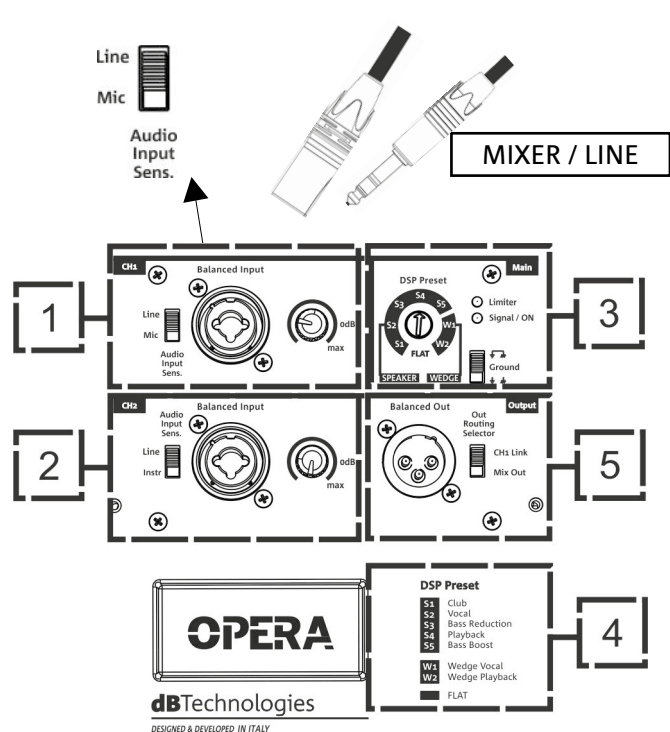 Line
Mic
Audio
Input
Sens.
MIXER / LINE
1
CH1
Balanced Input
Line
Mic
Audio
Input
Sens.
0dB
max
Main
DSP Preset
S1
S2
S3
S4
S5
W1
W2
FLAT
SPEAKER
WEDGE
Limiter
Signal / ON
Ground
3
2
CH2
Audio
Input
Sens.
Balanced Input
Line
Instr
0dB
max
Balanced Out
Out
Routing
Selector
Output
CH1 Link
Mix Out
5
OPERA
dBTechnologies
DESIGNED & DEVELOPED IN ITALY
DSP Preset
S1 Club
S2 Vocal
S3 Bass Reduction
S4 Playback
S5 Bass Boost
W1 Wedge Vocal
W2 Wedge Playback
FLAT
4